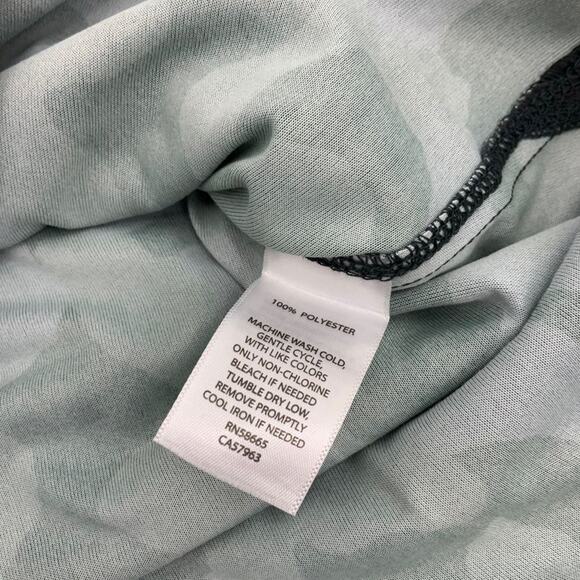 100% POLYESTER
MACHINE WASH COLD,
GENTLE CYCLE
WITH LIKE COLORS
ONLY NON-CHLORINE
BLEACH IF NEEDED
TUMBLE DRY LOW,
REMOVE PROMPTLY
COOL IRON IF NEEDED
RN58665
CA57963